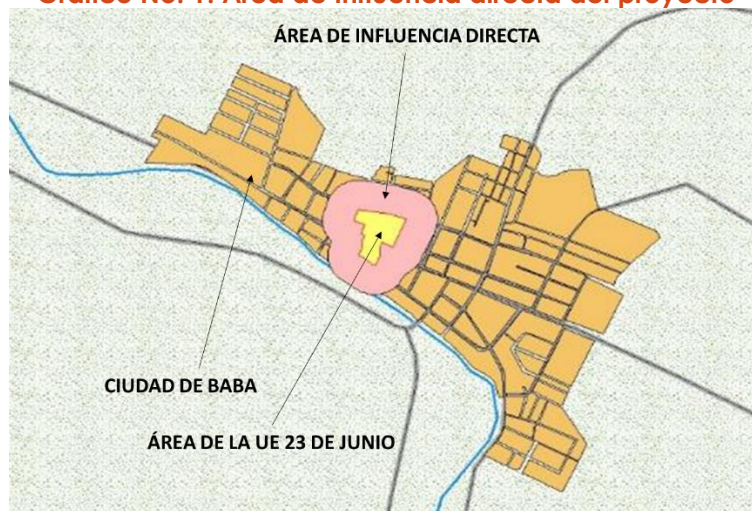 ÁREA DE INFLUENCIA DIRECTA
CIUDAD DE BABA
ÁREA DE LA UE 23 DE JUNIO